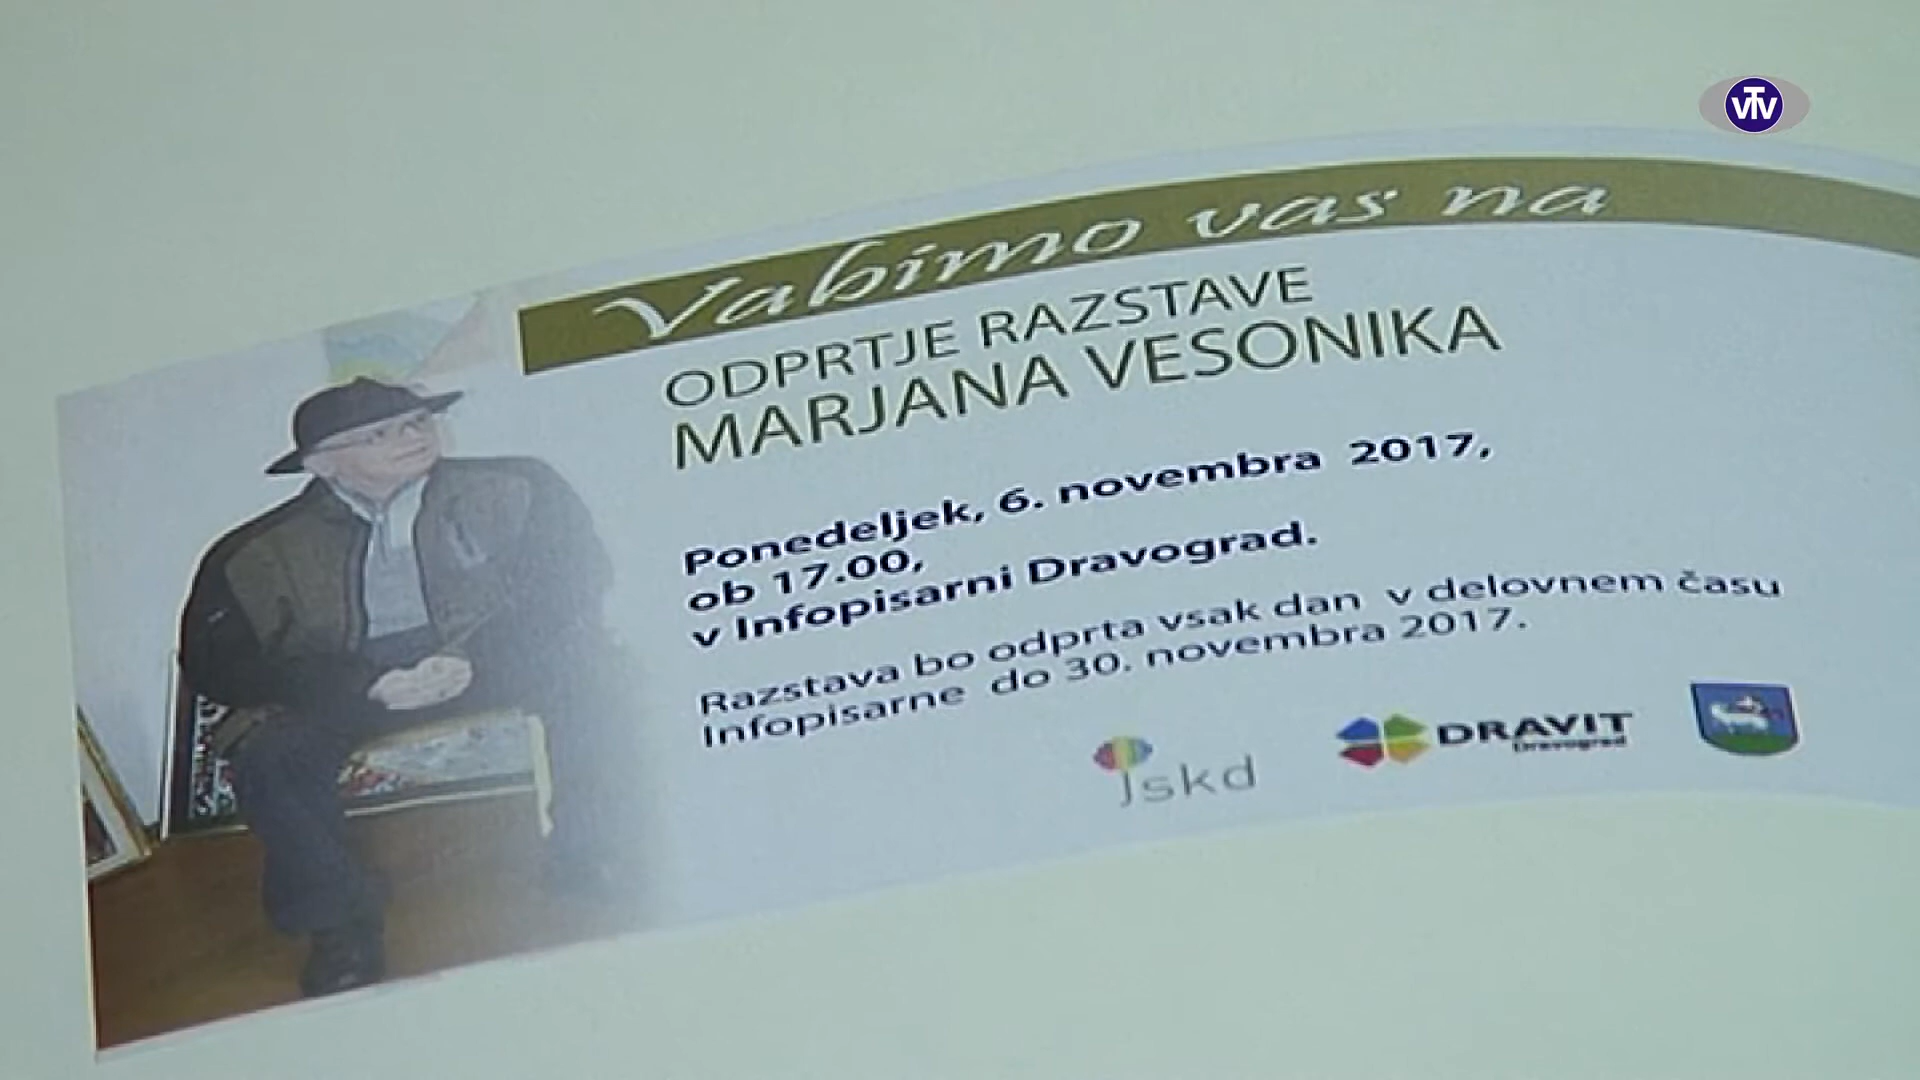 VTV
Vabimo vas na
ODPRTJE RAZSTAVE
MARJANA VESONIKA
Ponedeljek, 6. novembra 2017,
ob 17.00,
v Infopisarni Dravograd.
Razstava bo odprta vsak dan v delovnem času
Infopisarne do 30. novembra 2017.
jskd
DRAVIT
Dravograd